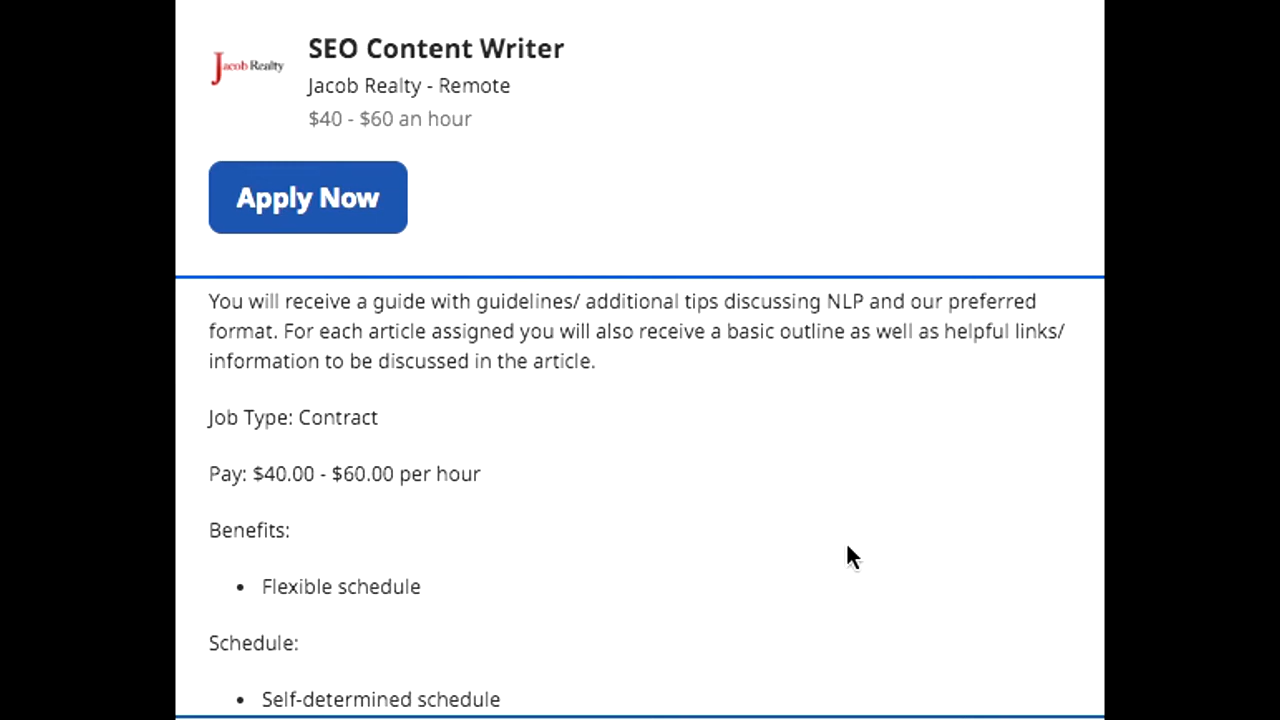 Jacob Realty
SEO Content Writer
Jacob Realty - Remote
$40 - $60 an hour
Apply Now
You will receive a guide with guidelines/ additional tips discussing NLP and our preferred
format. For each article assigned you will also receive a basic outline as well as helpful links/
information to be discussed in the article.
Job Type: Contract
Pay: $40.00 - $60.00 per hour
Benefits:
• Flexible schedule
Schedule:
• Self-determined schedule